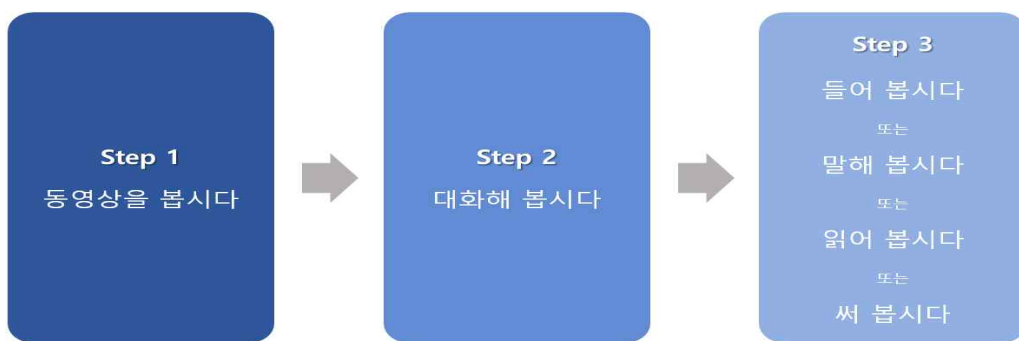 Step 1
동영상을 봅시다
Step 2
대화해 봅시다
Step 3
들어 봅시다
또는
말해 봅시다
또는
읽어 봅시다
또는
써 봅시다